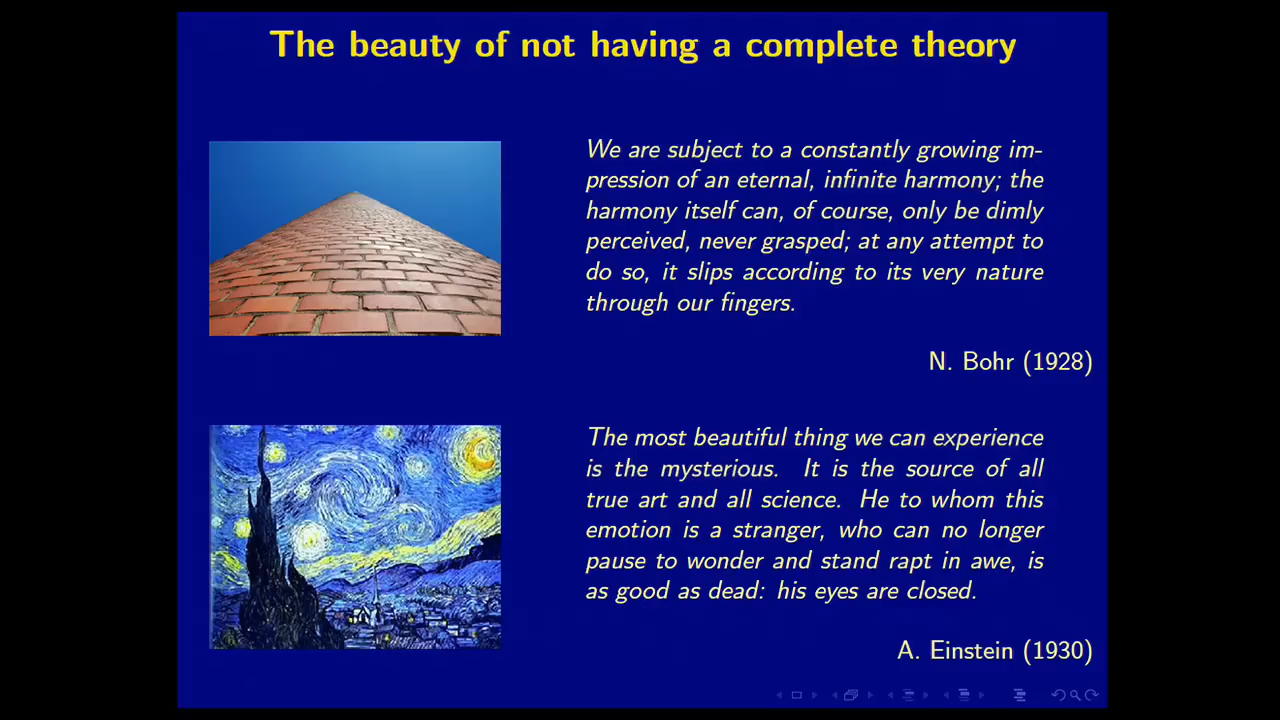 The beauty of not having a complete theory
We are subject to a constantly growing im-
pression of an eternal, infinite harmony; the
harmony itself can, of course, only be dimly
perceived, never grasped; at any attempt to
do so, it slips according to its very nature
through our fingers.
N. Bohr (1928)
The most beautiful thing we can experience
is the mysterious. It is the source of all
true art and all science. He to whom this
emotion is a stranger, who can no longer
pause to wonder and stand rapt in awe, is
as good as dead: his eyes are closed.
A. Einstein (1930)